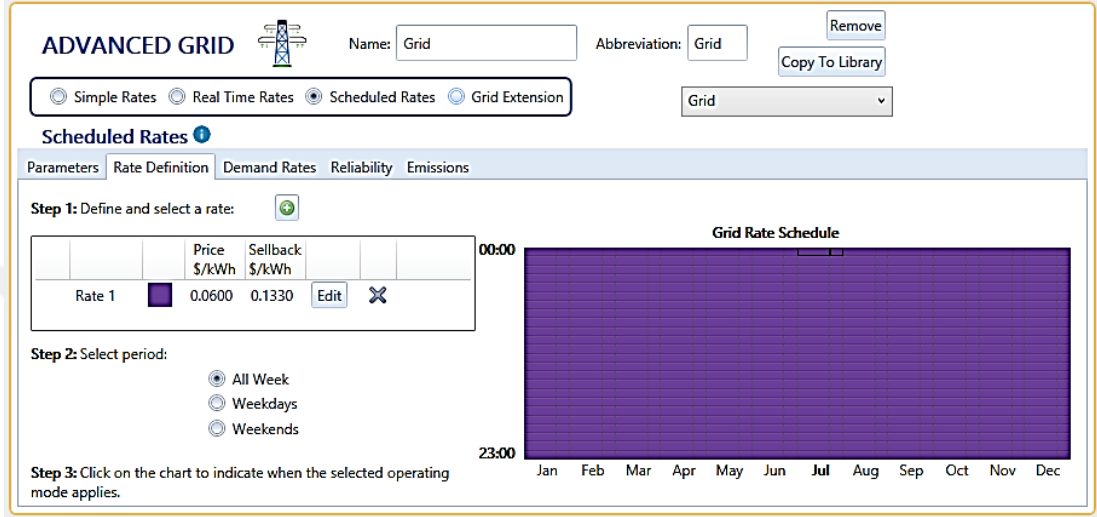 ADVANCED GRID
Name: Grid
Abbreviation: Grid
Remove
Copy To Library
Simple Rates Real Time Rates Scheduled Rates Grid Extension
Grid
Scheduled Rates
Parameters Rate Definition Demand Rates Reliability Emissions
Step 1: Define and select a rate:
Price Sellback
$/kWh $/kWh
Rate 1 0.0600 0.1330 Edit
Step 2: Select period:
All Week
Weekdays
Weekends
Step 3: Click on the chart to indicate when the selected operating
mode applies.
Grid Rate Schedule
00:00
23:00
Jan Feb Mar Apr May Jun Jul Aug Sep Oct Nov Dec